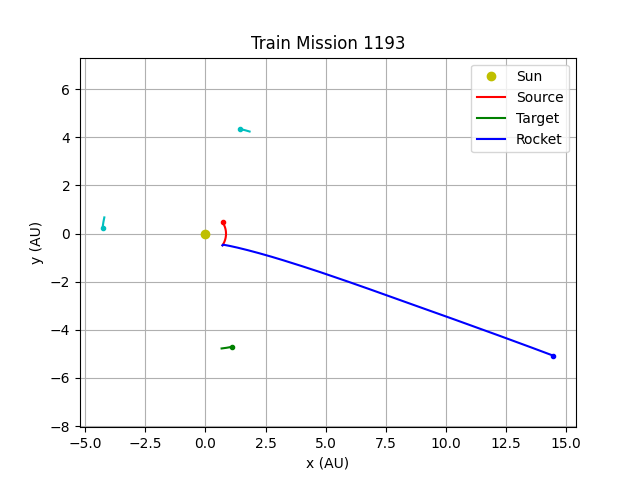 Train Mission 1193
Sun
Source
Target
Rocket
6
4
2
0
−2
−4
−6
−8
y (AU)
−5.0 −2.5 0.0 2.5 5.0 7.5 10.0 12.5 15.0
x (AU)